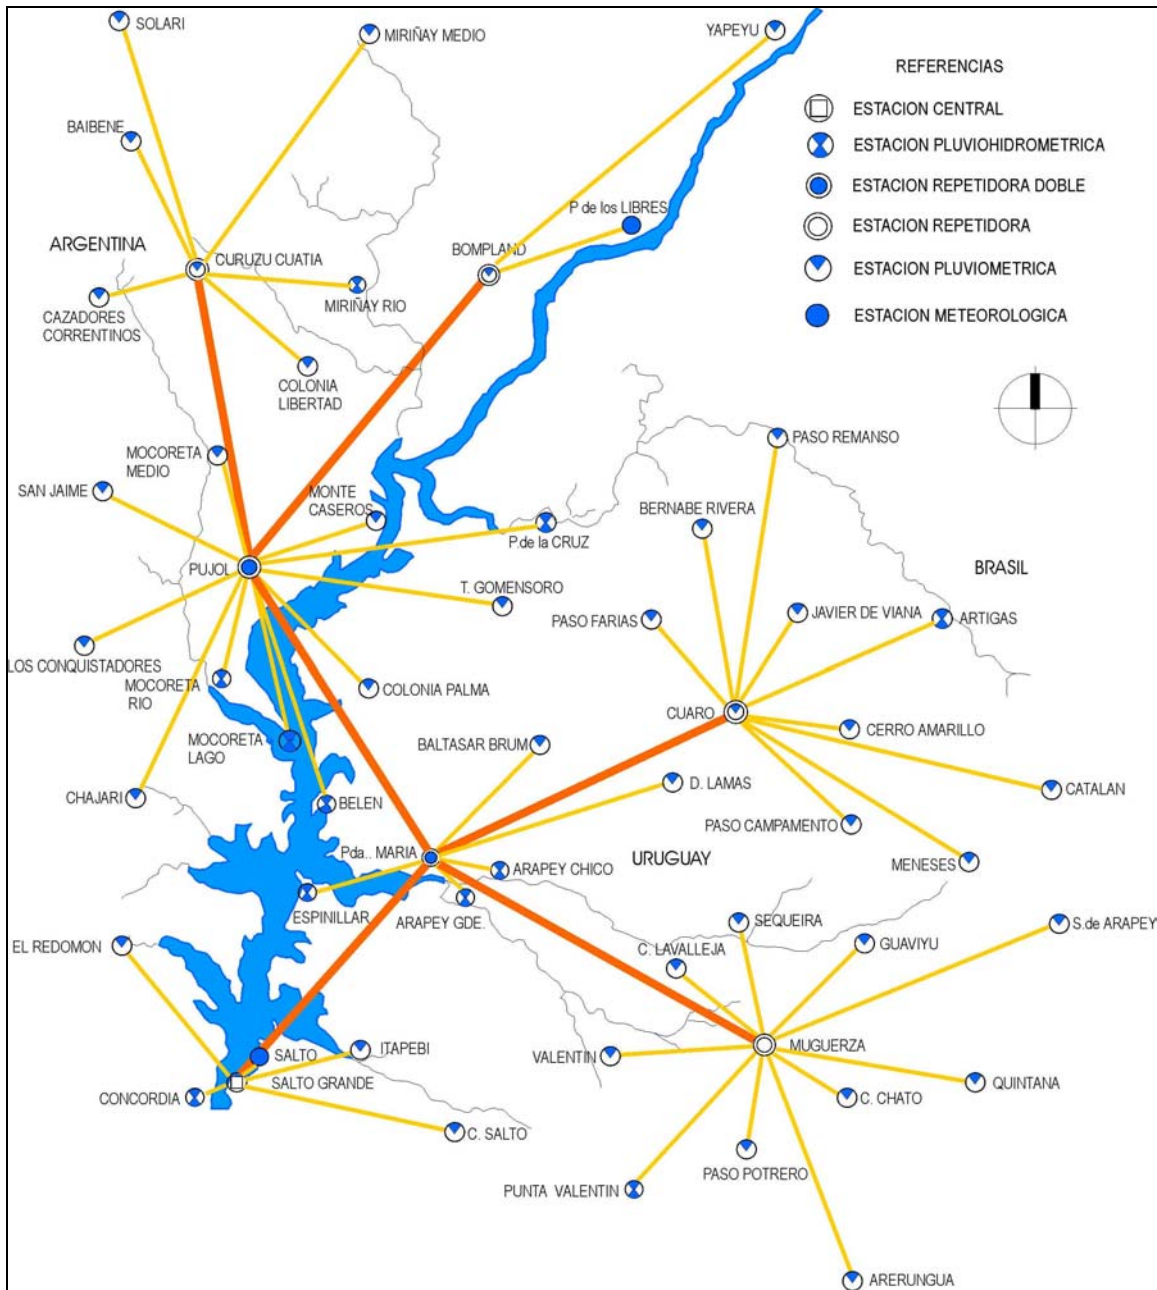 SOLARI
MIRIÑAY MEDIO
YAPEYU
REFERENCIAS
ESTACION CENTRAL
ESTACION PLUVIOHIDROMETRICA
ESTACION REPETIDORA DOBLE
ESTACION REPETIDORA
ESTACION PLUVIOMETRICA
ESTACION METEOROLOGICA
BAIBENE
P de los LIBRES
ARGENTINA
CURUZU CUATIA
BOMPLAND
CAZADORES
CORRENTINOS
MIRIÑAY RIO
COLONIA
LIBERTAD
MOCORETA
MEDIO
SAN JAIME
MONTE
CASEROS
PASO REMANSO
BERNABE RIVERA
P.de la CRUZ
BRASIL
PUJOL
T. GOMENSORO
PASO FARIAS
JAVIER DE VIANA
ARTIGAS
LOS CONQUISTADORES
MOCORETA
RIO
COLONIA PALMA
CUARO
CERRO AMARILLO
MOCORETA
LAGO
BALTASAR BRUM
D. LAMAS
CATALAN
CHAJARI
BELEN
PASO CAMPAMENTO
Pda.. MARIA
URUGUAY
MENESES
ARAPEY CHICO
ESPINILLAR
ARAPEY GDE.
SEQUEIRA
S.de ARAPEY
EL REDOMON
C. LAVALLEJA
GUAVIYU
SALTO
ITAPEBI
VALENTIN
MUGUERZA
SALTO GRANDE
QUINTANA
CONCORDIA
C. CHATO
C. SALTO
PASO POTRERO
PUNTA VALENTIN
ARERUNGUA